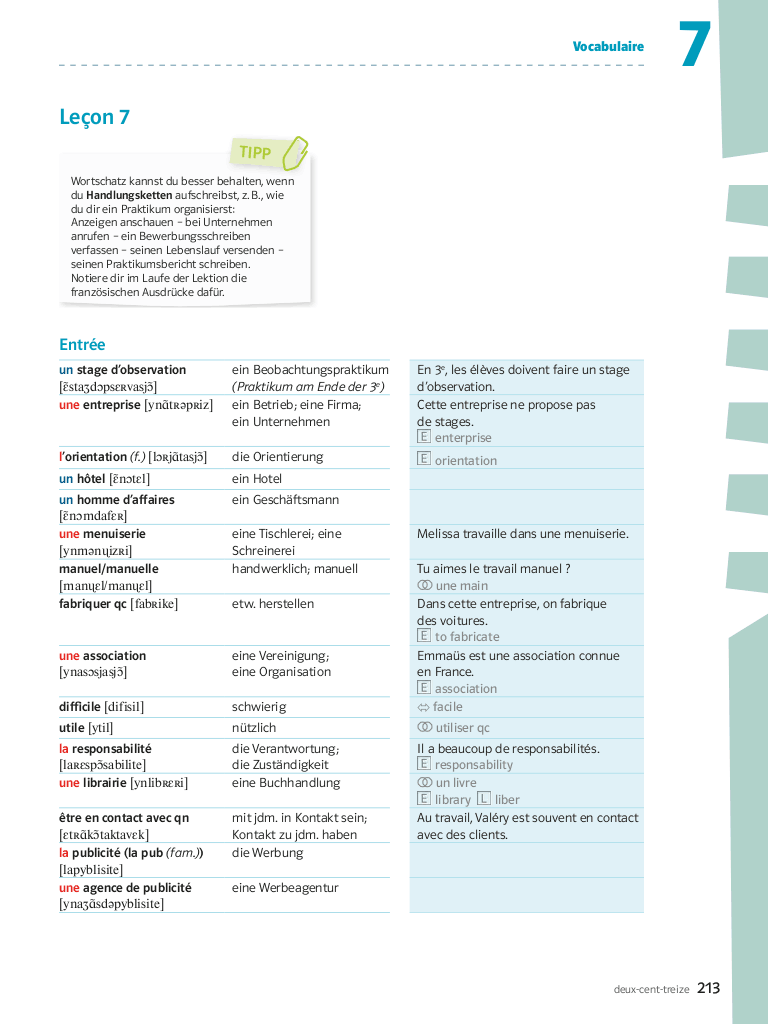 Vocabulaire
7
Leçon 7
TIPP
Wortschatz kannst du besser behalten, wenn
du Handlungsketten aufschreibst, z. B., wie
du dir ein Praktikum organisierst:
Anzeigen anschauen – bei Unternehmen
anrufen – ein Bewerbungsschreiben
verfassen – seinen Lebenslauf versenden –
seinen Praktikumsbericht schreiben.
Notiere dir im Laufe der Lektion die
französischen Ausdrücke dafür.
Entrée
un stage d'observation ein Beobachtungspraktikum En 3e, les élèves doivent faire un stage
[ɛ̃staʒdɔpsɛʀvasjɔ̃] (Praktikum am Ende der 3e) d'observation.
une entreprise [ynɑ̃tʀəpʀiz] ein Betrieb; eine Firma; Cette entreprise ne propose pas
ein Unternehmen de stages.
E enterprise
l'orientation (f.) [lɔʀjɑ̃tasjɔ̃] die Orientierung E orientation
un hôtel [ɛ̃nɔtɛl] ein Hotel
un homme d'affaires ein Geschäftsmann
[ɛ̃nɔmdafɛʀ]
une menuiserie eine Tischlerei; eine Melissa travaille dans une menuiserie.
[ynmənɥizʀi] Schreinerei
manuel/manuelle handwerklich; manuell Tu aimes le travail manuel ?
[manɥɛl/manɥɛl] une main
fabriquer qc [fabʀike] etw. herstellen Dans cette entreprise, on fabrique
des voitures.
E to fabricate
une association eine Vereinigung; Emmaüs est une association connue
[ynasɔsjasjɔ̃] eine Organisation en France.
E association
difficile [difisil] schwierig ⇔ facile
utile [ytil] nützlich utiliser qc
la responsabilité die Verantwortung; Il a beaucoup de responsabilités.
[laʀɛspɔ̃sabilite] die Zuständigkeit E responsability
une librairie [ynlibʀɛʀi] eine Buchhandlung un livre
E library L liber
être en contact avec qn mit jdm. in Kontakt sein; Au travail, Valéry est souvent en contact
[ɛtʀɑ̃kɔ̃taktavɛk] Kontakt zu jdm. haben avec des clients.
la publicité (la pub (fam.)) die Werbung
[lapyblisite]
une agence de publicité eine Werbeagentur
[ynaʒɑ̃sdəpyblisite]
deux-cent-treize 213